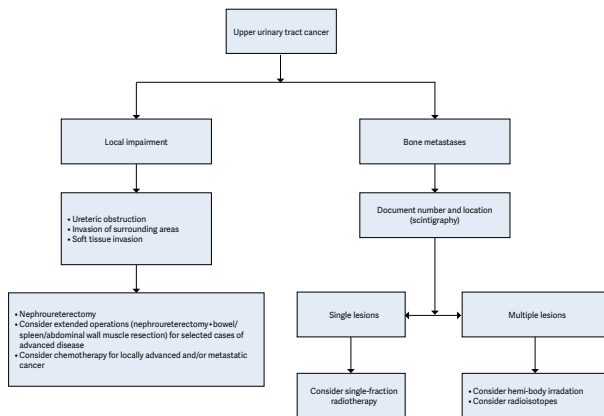 Upper urinary tract cancer
Local impairment
Bone metastases
• Ureteric obstruction
• Invasion of surrounding areas
• Soft tissue invasion
Document number and location
(scintigraphy)
• Nephroureterectomy
• Consider extended operations (nephroureterectomy+bowel/
spleen/abdominal wall muscle resection) for selected cases of
advanced disease
• Consider chemotherapy for locally advanced and/or metastatic
cancer
Single lesions
Multiple lesions
Consider single-fraction
radiotherapy
• Consider hemi-body irradation
• Consider radioisotopes